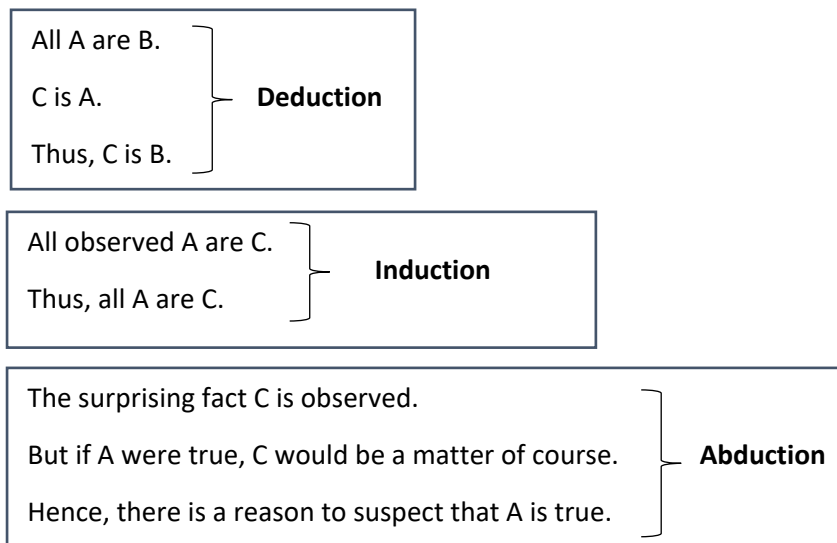 All A are B.
C is A.
Deduction
Thus, C is B.
All observed A are C.
Induction
Thus, all A are C.
The surprising fact C is observed.
But if A were true, C would be a matter of course.
Abduction
Hence, there is a reason to suspect that A is true.